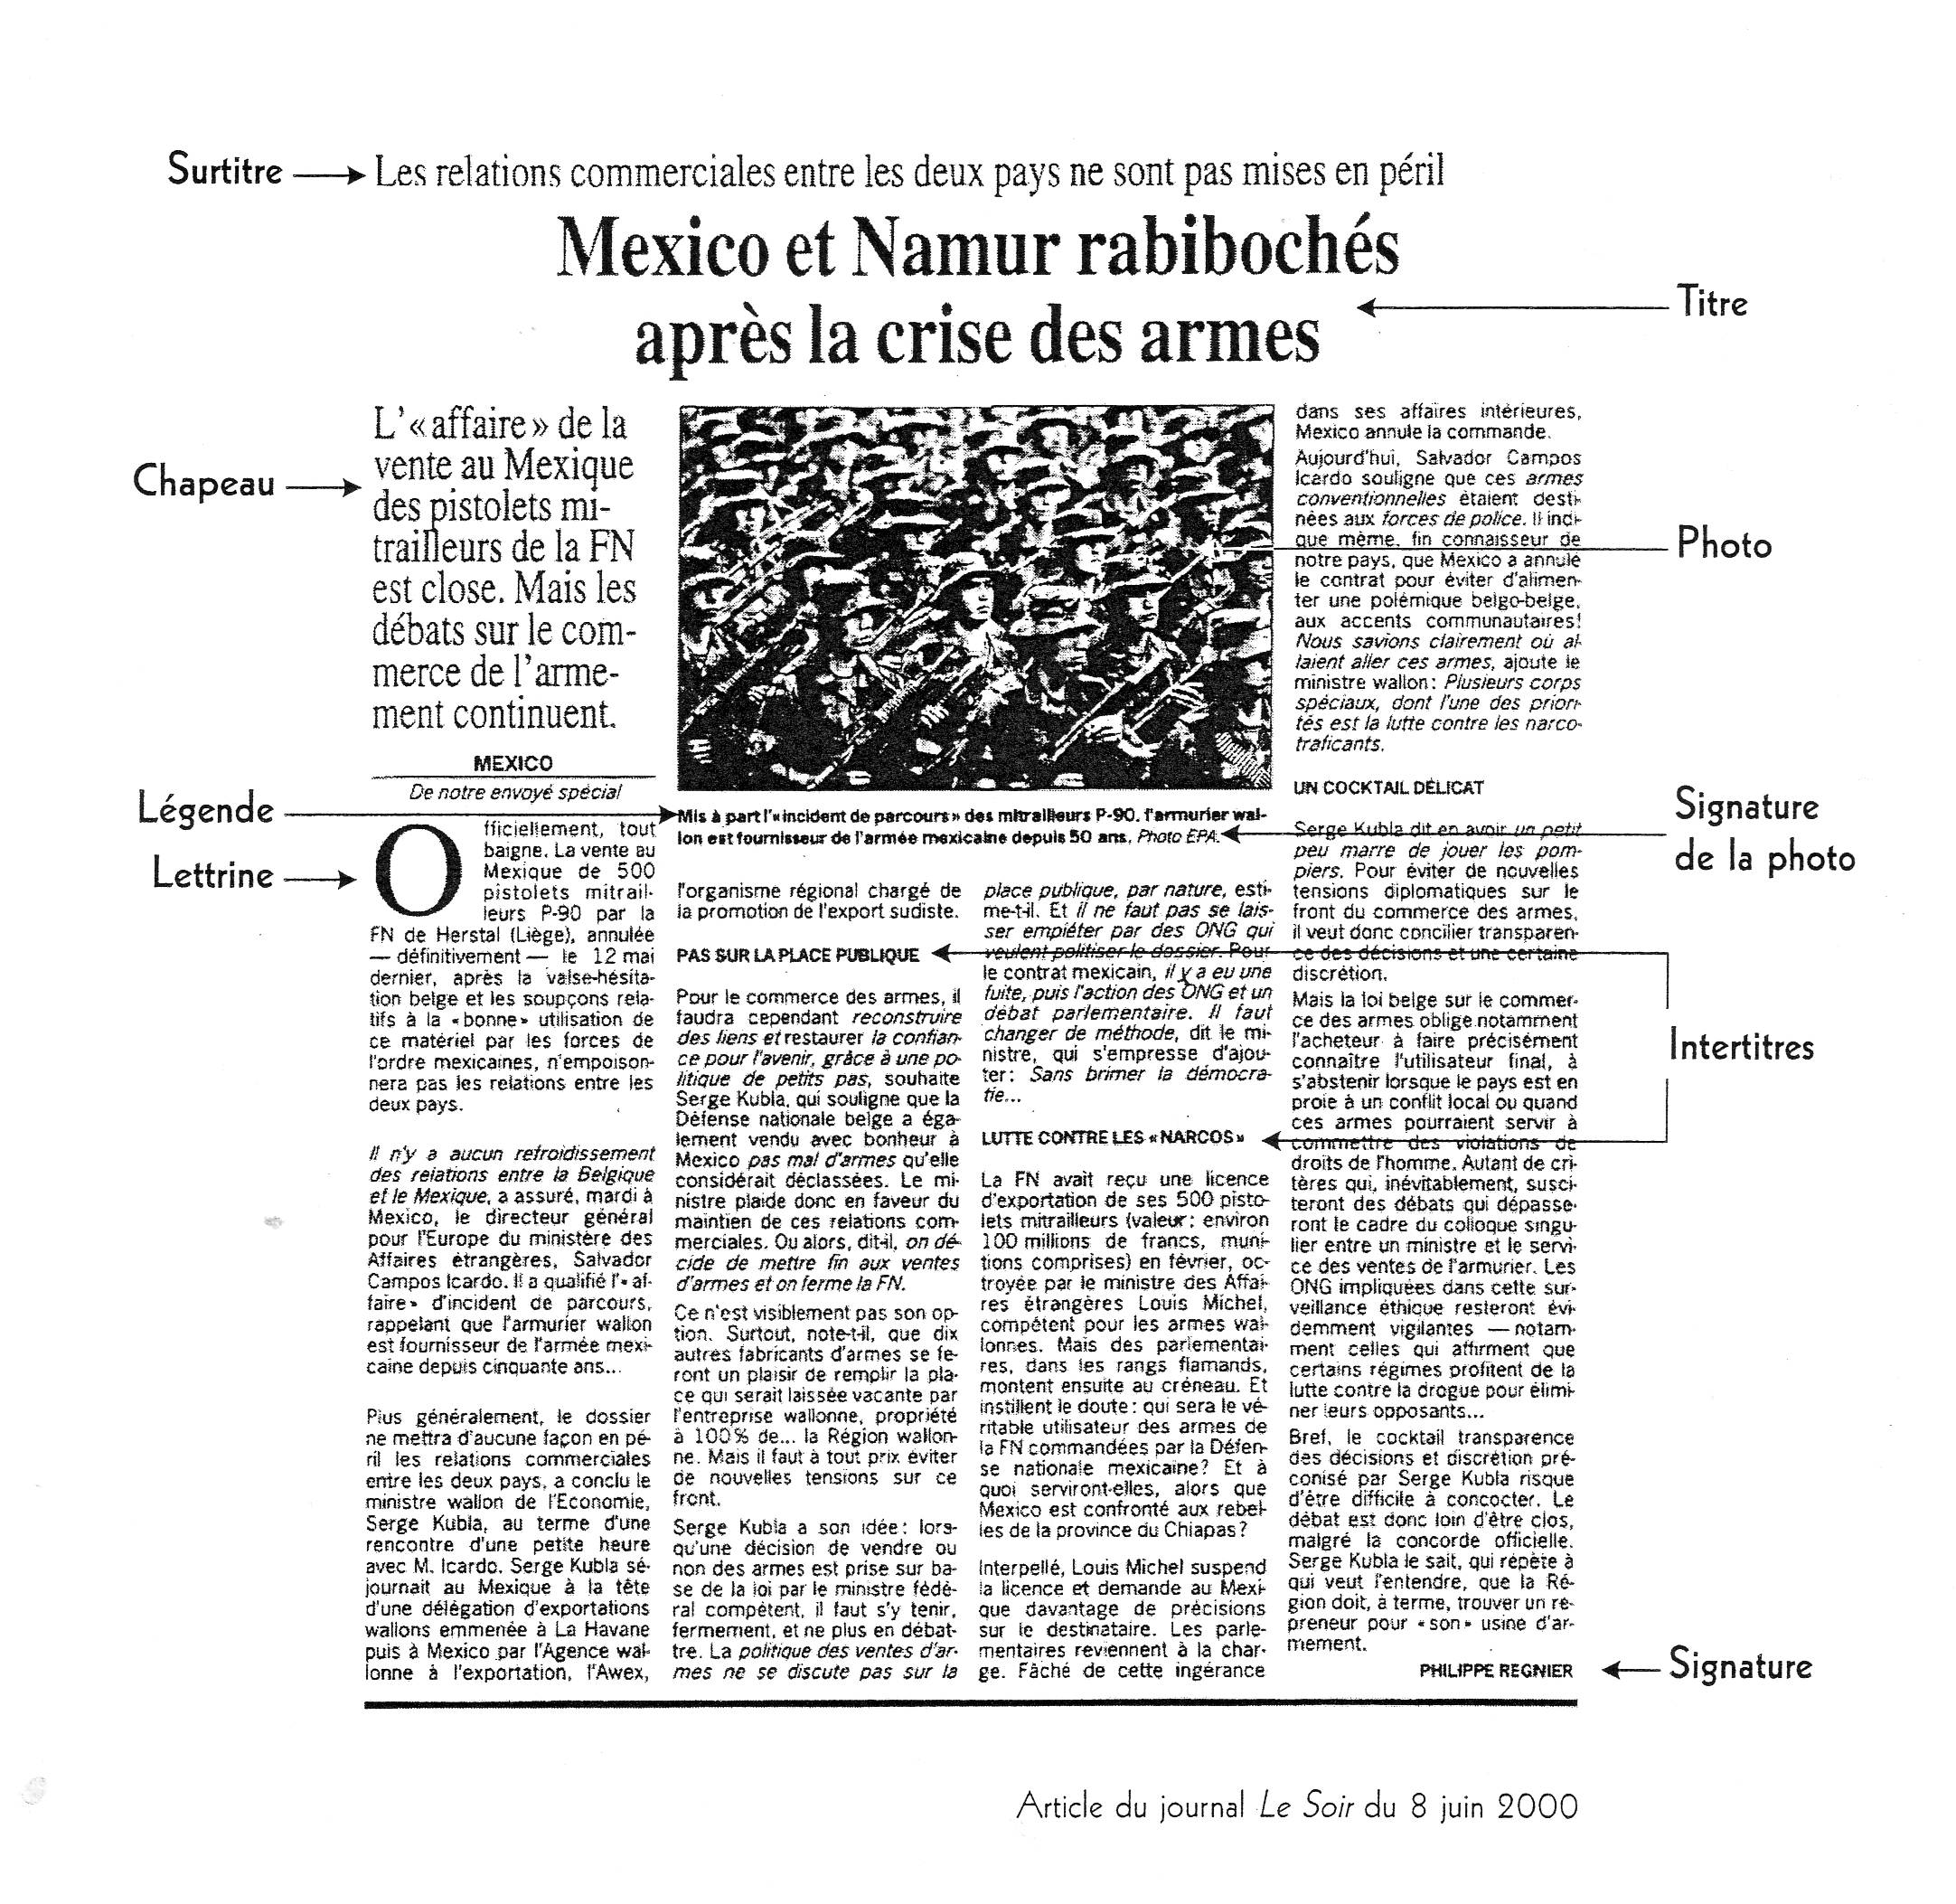 Surtitre
Les relations commerciales entre les deux pays ne sont pas mises en péril
Mexico et Namur rabibochés
après la crise des armes
Titre
Chapeau
L'«affaire» de la
vente au Mexique
des pistolets mi-
trailleurs de la FN
est close. Mais les
débats sur le com-
merce de l'arme-
ment continuent.
MEXICO
De notre envoyé spécial
Légende
Lettrine
Officiellement, tout
baigne. La vente au
Mexique de 500
pistolets mitrail-
leurs P-90 par la
FN de Herstal (Liège), annulée
— définitivement — le 12 mai
dernier, après la valse-hésita-
tion belge et les soupçons rela-
tifs à la «bonne» utilisation de
ce matériel par les forces de
l'ordre mexicaines, n'empoison-
nera pas les relations entre les
deux pays.
Il n'y a aucun refroidissement
des relations entre la Belgique
et le Mexique, a assuré, mardi à
Mexico, le directeur général
pour l'Europe du ministère des
Affaires étrangères, Salvador
Campos Icardo. Il a qualifié l'«af-
faire» d'incident de parcours,
rappelant que l'armurier wallon
est fournisseur de l'armée mexi-
caine depuis cinquante ans...
Plus généralement, le dossier
ne mettra d'aucune façon en pé-
ril les relations commerciales
entre les deux pays, a conclu le
ministre wallon de l'Economie,
Serge Kubla, au terme d'une
rencontre d'une petite heure
avec M. Icardo. Serge Kubla sé-
journait au Mexique à la tête
d'une délégation d'exportations
wallons emmenée à La Havane
puis à Mexico par l'Agence wal-
lonne à l'exportation, l'Awex,
Mis à part l'«incident de parcours» des mitrailleurs P-90, l'armurier wal-
lon est fournisseur de l'armée mexicaine depuis 50 ans. Photo EPA.
l'organisme régional chargé de
la promotion de l'export sudiste.
PAS SUR LA PLACE PUBLIQUE
Pour le commerce des armes, il
faudra cependant reconstruire
des liens et restaurer la confian-
ce pour l'avenir, grâce à une po-
litique de petits pas, souhaite
Serge Kubla, qui souligne que la
Défense nationale belge a éga-
lement vendu avec bonheur à
Mexico pas mal d'armes qu'elle
considérait déclassées. Le mi-
nistre plaide donc en faveur du
maintien de ces relations com-
merciales. Ou alors, dit-il, on dé-
cide de mettre fin aux ventes
d'armes et on ferme la FN.
Ce n'est visiblement pas son op-
tion. Surtout, note-t-il, que dix
autres fabricants d'armes se fe-
ront un plaisir de remplir la pla-
ce qui serait laissée vacante par
l'entreprise wallonne, propriété
à 100% de... la Région wallon-
ne. Mais il faut à tout prix éviter
de nouvelles tensions sur ce
front.
Serge Kubla a son idée: lors-
qu'une décision de vendre ou
non des armes est prise sur ba-
se de la loi par le ministre fédé-
ral compétent, il faut s'y tenir,
fermement, et ne plus en débat-
tre. La politique des ventes d'ar-
mes ne se discute pas sur la
place publique, par nature, esti-
me-t-il. Et il ne faut pas se lais-
ser empiéter par des ONG qui
veulent politiser le dossier. Pour
le contrat mexicain, il y a eu une
fuite, puis l'action des ONG et un
débat parlementaire. Il faut
changer de méthode, dit le mi-
nistre, qui s'empresse d'ajou-
ter: Sans brimer la démocra-
tie...
LUTTE CONTRE LES «NARCOS»
La FN avait reçu une licence
d'exportation de ses 500 pisto-
lets mitrailleurs (valeur: environ
100 millions de francs, muni-
tions comprises) en février, oc-
troyée par le ministre des Affai-
res étrangères Louis Michel,
compétent pour les armes wal-
lonnes. Mais des parlementai-
res, dans les rangs flamands,
montent ensuite au créneau. Et
instillent le doute: qui sera le vé-
ritable utilisateur des armes de
la FN commandées par la Défen-
se nationale mexicaine? Et à
quoi serviront-elles, alors que
Mexico est confronté aux rebel-
les de la province du Chiapas?
Interpellé, Louis Michel suspend
la licence et demande au Mexi-
que davantage de précisions
sur le destinataire. Les parle-
mentaires reviennent à la char-
ge. Fâché de cette ingérance
dans ses affaires intérieures,
Mexico annule la commande.
Aujourd'hui, Salvador Campos
Icardo souligne que ces armes
conventionnelles étaient desti-
nées aux forces de police. Il indi-
que même, fin connaisseur de
notre pays, que Mexico a annulé
le contrat pour éviter d'alimen-
ter une polémique belgo-belge,
aux accents communautaires!
Nous savions clairement où al-
laient aller ces armes, ajoute le
ministre wallon: Plusieurs corps
spéciaux, dont l'une des priori-
tés est la lutte contre les narco-
traficants.
UN COCKTAIL DÉLICAT
Serge Kubla dit en avoir un petit
peu marre de jouer les pom-
piers. Pour éviter de nouvelles
tensions diplomatiques sur le
front du commerce des armes,
il veut donc concilier transparen-
ce des décisions et une certaine
discrétion.
Mais la loi belge sur le commer-
ce des armes oblige notamment
l'acheteur à faire précisément
connaître l'utilisateur final, à
s'abstenir lorsque le pays est en
proie à un conflit local ou quand
ces armes pourraient servir à
commettre des violations de
droits de l'homme. Autant de cri-
tères qui, inévitablement, susci-
teront des débats qui dépasse-
ront le cadre du colloque singu-
lier entre un ministre et le servi-
ce des ventes de l'armurier. Les
ONG impliquées dans cette sur-
veillance éthique resteront évi-
demment vigilantes — notam-
ment celles qui affirment que
certains régimes profitent de la
lutte contre la drogue pour élimi-
ner leurs opposants...
Bref, le cocktail transparence
des décisions et discrétion pré-
conisé par Serge Kubla risque
d'être difficile à concocter. Le
débat est donc loin d'être clos,
malgré la concorde officielle.
Serge Kubla le sait, qui répète à
qui veut l'entendre, que la Ré-
gion doit, à terme, trouver un re-
preneur pour «son» usine d'ar-
mement.
PHILIPPE REGNIER
Photo
Signature
de la photo
Intertitres
Signature
Article du journal Le Soir du 8 juin 2000